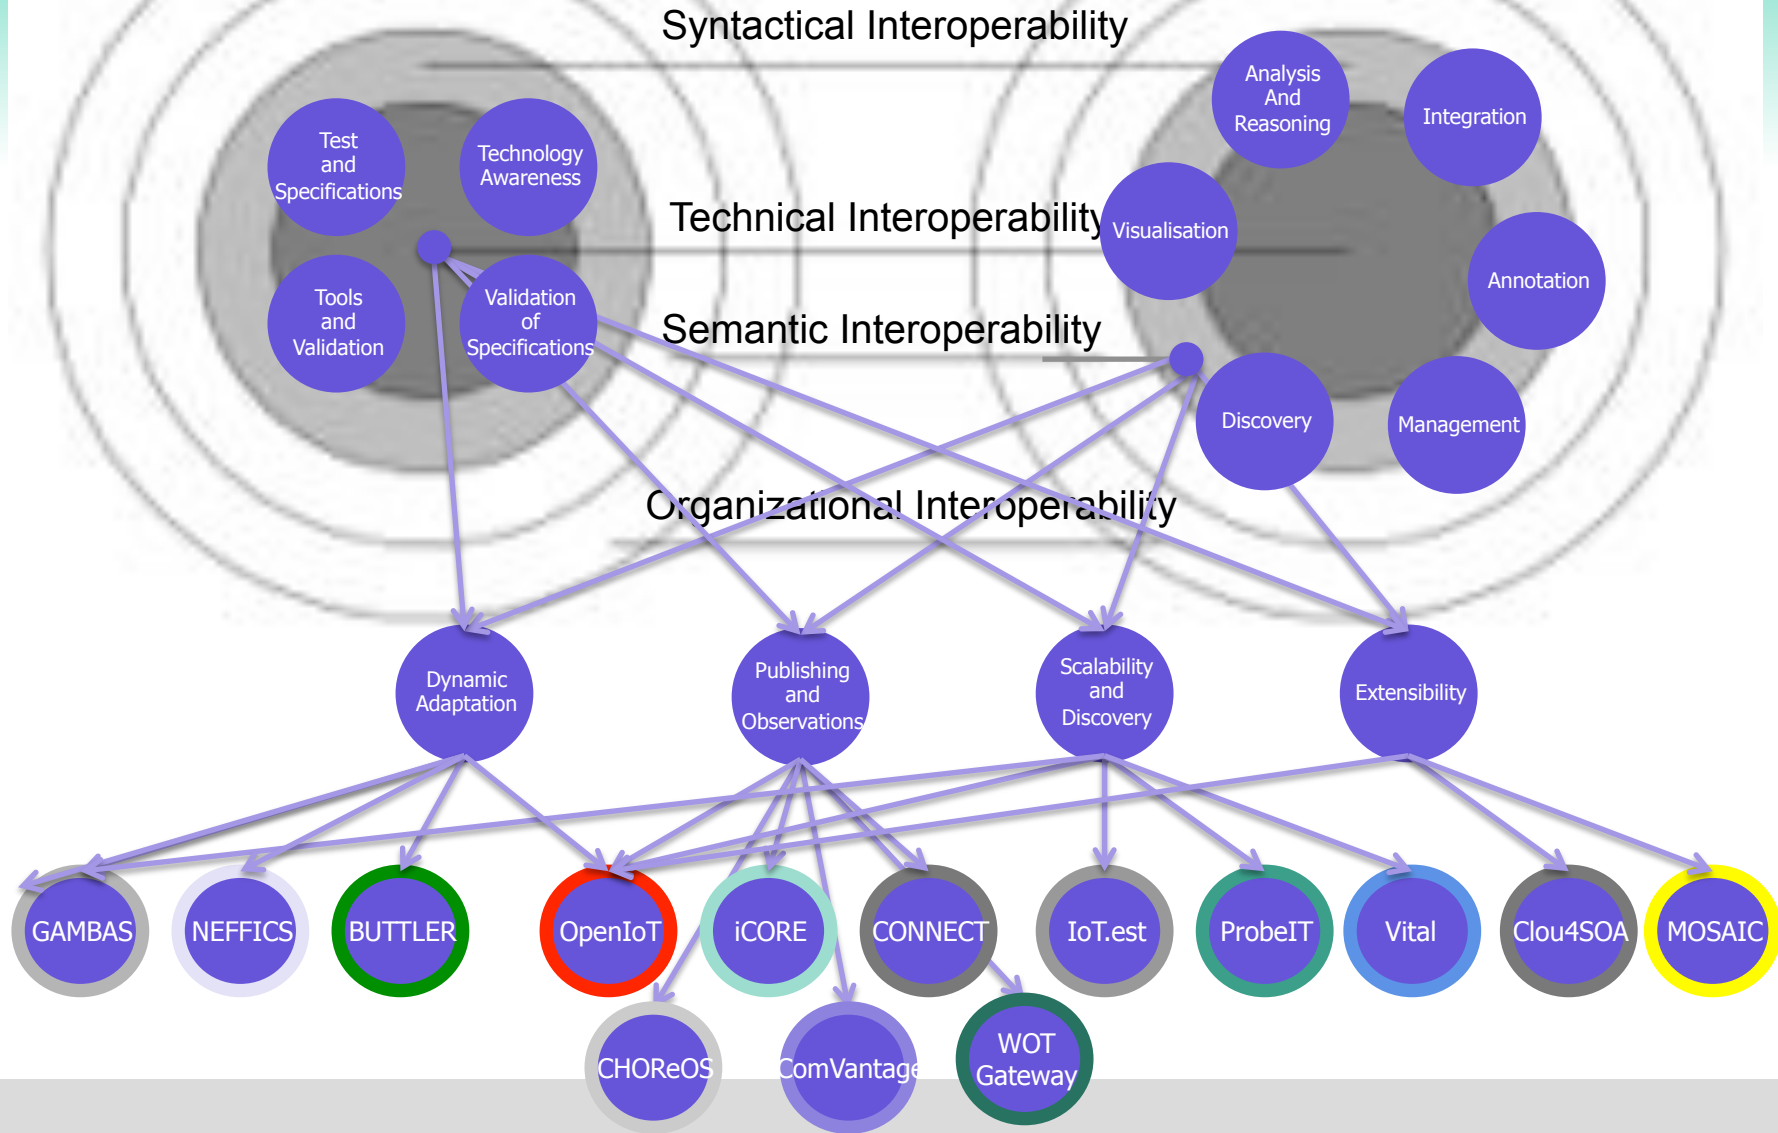 Syntactical Interoperability
Analysis
And
Reasoning
Integration
Test
and
Specifications
Technology
Awareness
Technical Interoperability
Visualisation
Annotation
Tools
and
Validation
Validation
of
Specifications
Semantic Interoperability
Discovery
Management
Organizational Interoperability
Dynamic
Adaptation
Publishing
and
Observations
Scalability
and
Discovery
Extensibility
GAMBAS
NEFFICS
BUTTLER
OpenIoT
iCORE
CONNECT
IoT.est
ProbeIT
Vital
Clou4SOA
MOSAIC
CHOReOS
ComVantage
WOT
Gateway